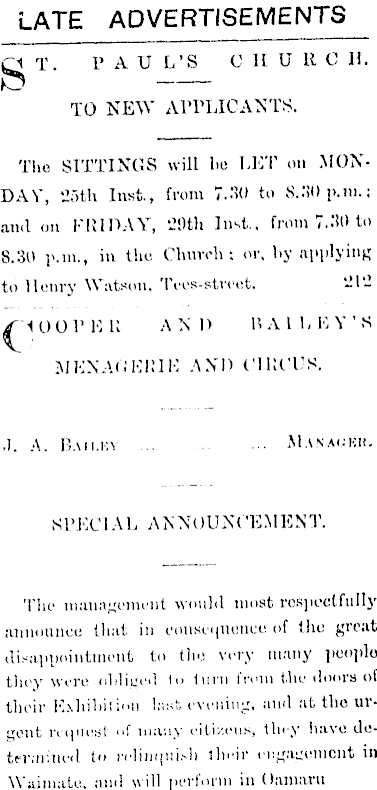 LATE ADVERTISEMENTS
ST. PAUL'S CHURCH.
TO NEW APPLICANTS.
The SITTINGS will be LET on MON-
DAY, 25th Inst., from 7.30 to 8.30 p.m.;
and on FRIDAY, 29th Inst., from 7.30 to
8.30 p.m., in the Church; or, by applying
to Henry Watson, Tees-street. 212
COOPER AND BAILEY'S
MENAGERIE AND CIRCUS.
J. A. BAILEY ... ... ... MANAGER.
SPECIAL ANNOUNCEMENT.
The management would most respectfully
announce that in consequence of the great
disappointment to the very many people
they were obliged to turn from the doors of
their Exhibition last evening, and at the ur-
gent request of many citizens, they have de-
termined to relinquish their engagement in
Waimate, and will perform in Oamaru